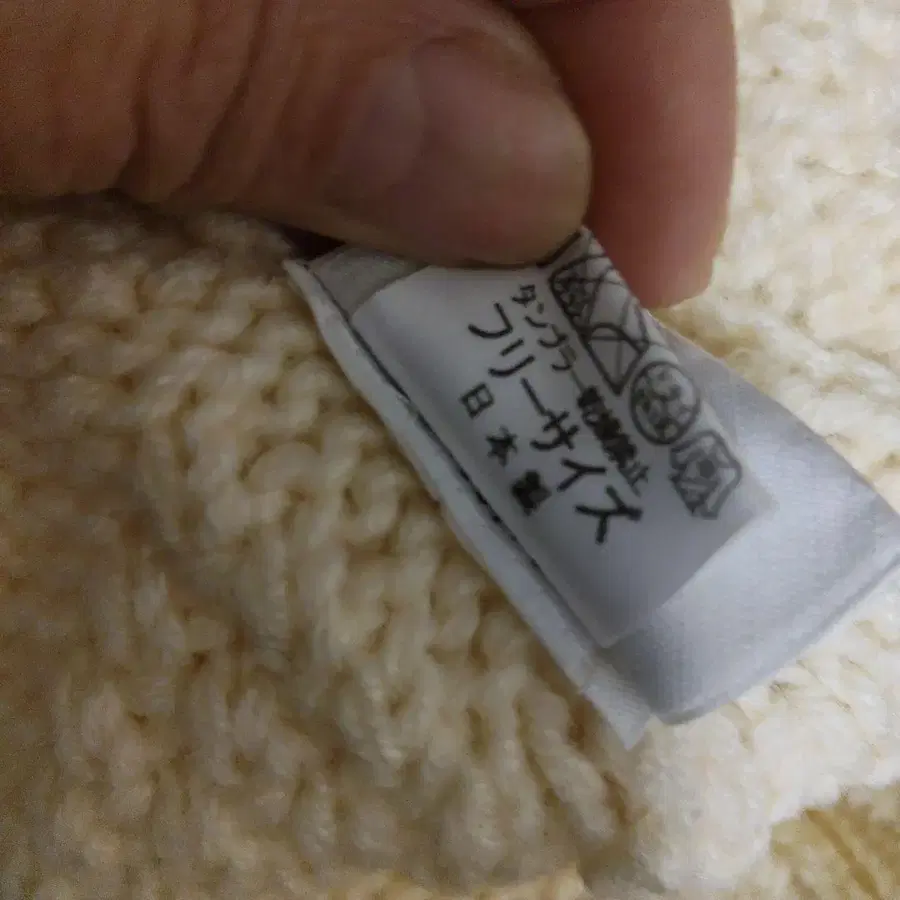 タンブラー乾燥禁止
フリーサイズ
日本製